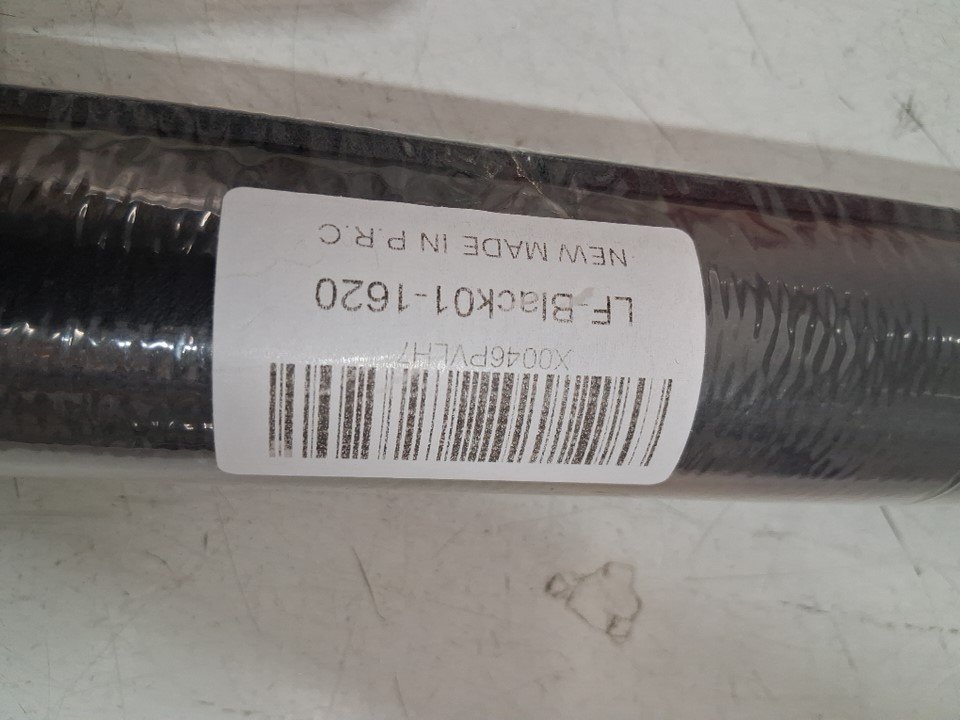 X0046PVLH7
LF-Black01-1620
NEW MADE IN P.R.C